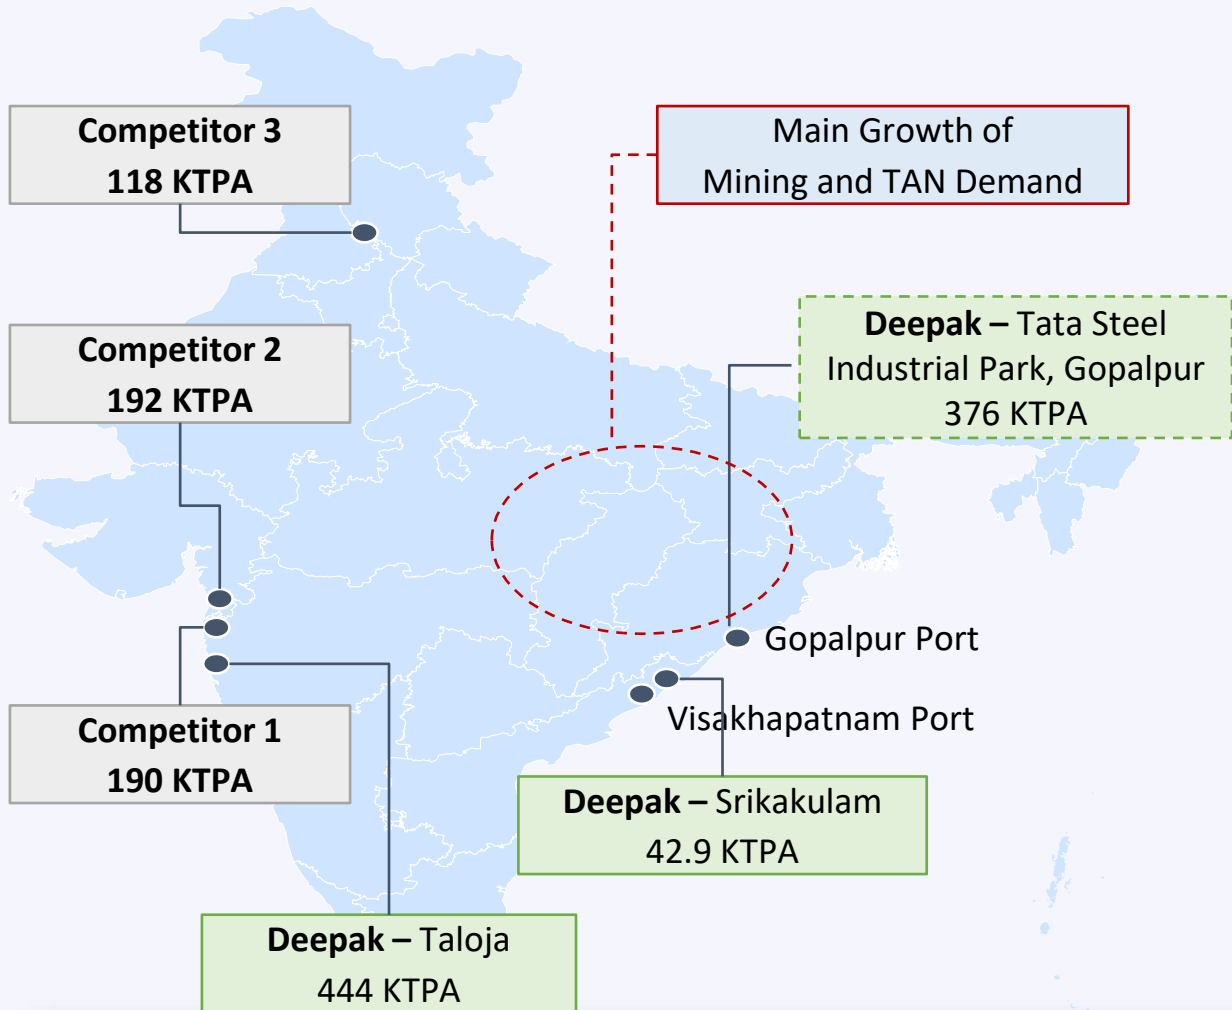 Competitor 3
118 KTPA
Main Growth of
Mining and TAN Demand
Competitor 2
192 KTPA
Deepak – Tata Steel
Industrial Park, Gopalpur
376 KTPA
Gopalpur Port
Visakhapatnam Port
Competitor 1
190 KTPA
Deepak – Srikakulam
42.9 KTPA
Deepak – Taloja
444 KTPA